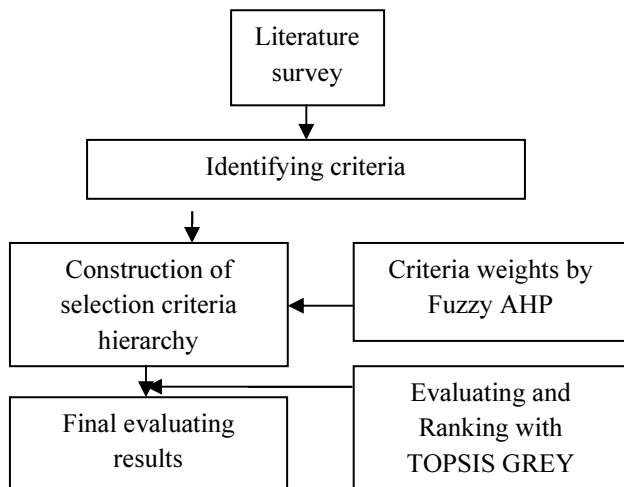 Literature
survey
Identifying criteria
Construction of
selection criteria
hierarchy
Criteria weights by
Fuzzy AHP
Final evaluating
results
Evaluating and
Ranking with
TOPSIS GREY